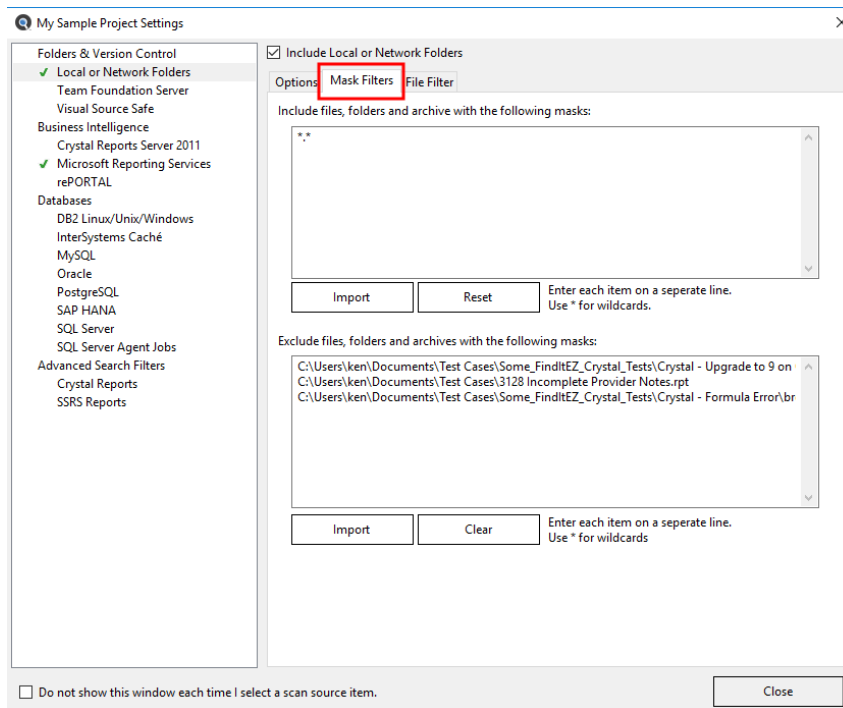 My Sample Project Settings
Folders & Version Control
Local or Network Folders
Team Foundation Server
Visual Source Safe
Business Intelligence
Crystal Reports Server 2011
Microsoft Reporting Services
rePORTAL
Databases
DB2 Linux/Unix/Windows
InterSystems Caché
MySQL
Oracle
PostgreSQL
SAP HANA
SQL Server
SQL Server Agent Jobs
Advanced Search Filters
Crystal Reports
SSRS Reports
Include Local or Network Folders
Options Mask Filters File Filter
Include files, folders and archive with the following masks:
*.*
Import Reset
Enter each item on a seperate line.
Use * for wildcards.
Exclude files, folders and archives with the following masks:
C:\Users\ken\Documents\Test Cases\Some_FindItEZ_Crystal_Tests\Crystal - Upgrade to 9 on
C:\Users\ken\Documents\Test Cases\3128 Incomplete Provider Notes.rpt
C:\Users\ken\Documents\Test Cases\Some_FindItEZ_Crystal_Tests\Crystal - Formula Error\br
Import Clear
Enter each item on a seperate line.
Use * for wildcards
Do not show this window each time I select a scan source item.
Close